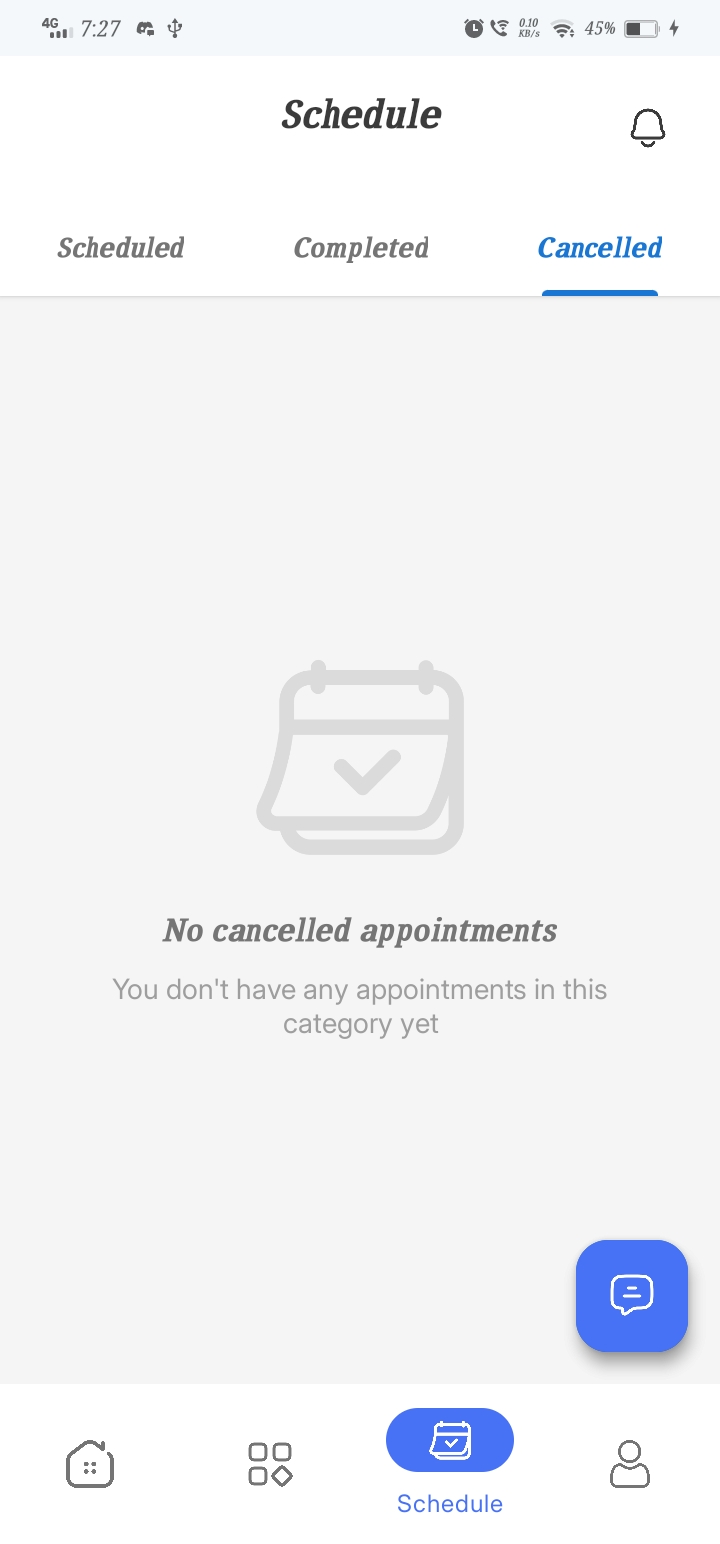 4G 7:27 0.10 KB/s 45%
Schedule
Scheduled Completed Cancelled
No cancelled appointments
You don't have any appointments in this
category yet
Schedule